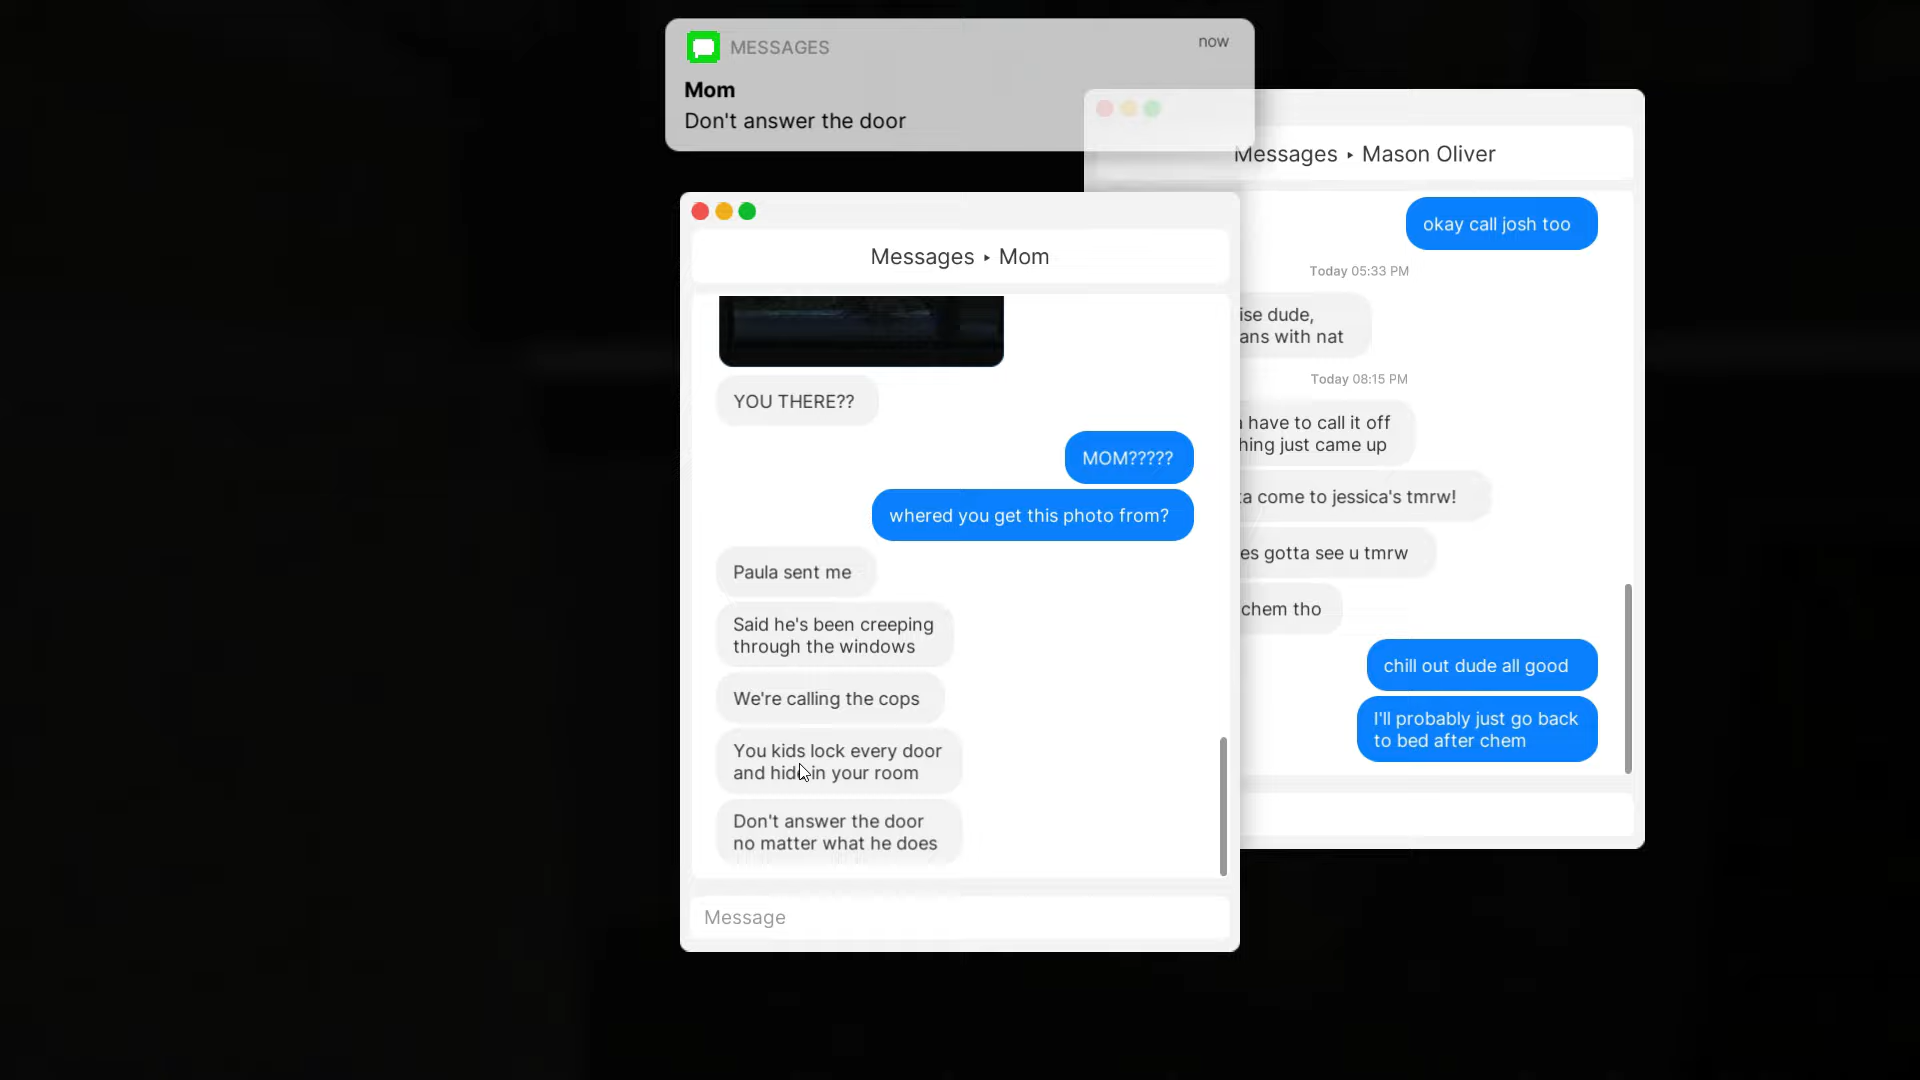 MESSAGES
now
Mom
Don't answer the door
Messages ‣ Mason Oliver
okay call josh too
Today 05:33 PM
dude,
with nat
Today 08:15 PM
have to call it off
just came up
come to jessica's tmrw!
gotta see u tmrw
chem tho
chill out dude all good
I'll probably just go back
to bed after chem
Messages ‣ Mom
YOU THERE??
MOM?????
whered you get this photo from?
Paula sent me
Said he's been creeping
through the windows
We're calling the cops
You kids lock every door
and hide in your room
Don't answer the door
no matter what he does
Message